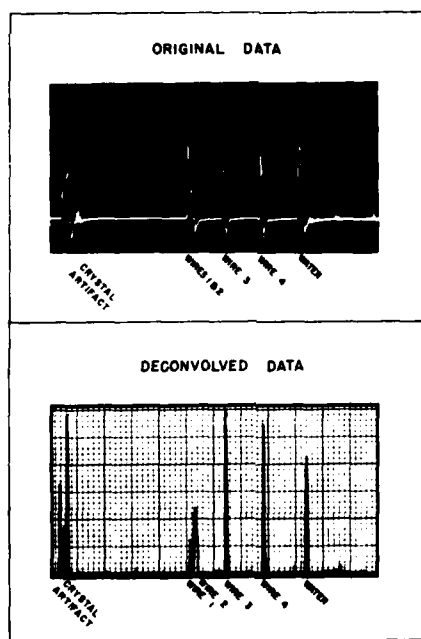 ORIGINAL DATA
CRYSTAL
ARTIFACT
WIRES 1 & 2
WIRE 3
WIRE 4
WATER
DECONVOLVED DATA
CRYSTAL
ARTIFACT
WIRE 1
WIRE 2
WIRE 3
WIRE 4
WATER